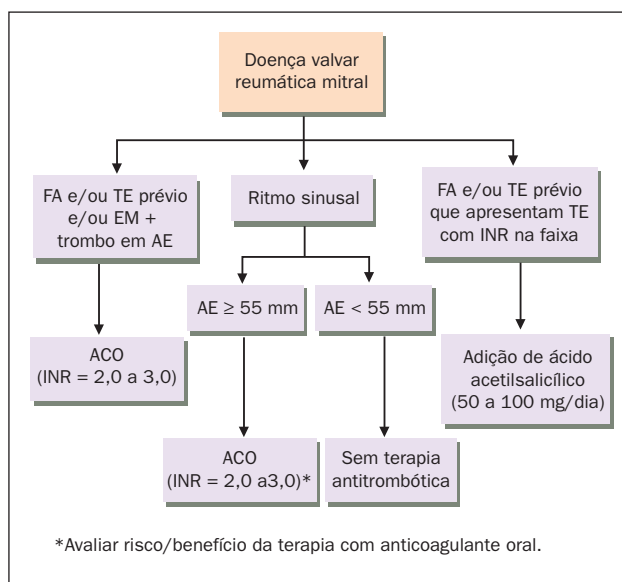 Doença valvar
reumática mitral
FA e/ou TE prévio
e/ou EM +
trombo em AE
Ritmo sinusal
FA e/ou TE prévio
que apresentam TE
com INR na faixa
AE ≥ 55 mm
AE < 55 mm
ACO
(INR = 2,0 a 3,0)
Adição de ácido
acetilsalicílico
(50 a 100 mg/dia)
ACO
(INR = 2,0 a3,0)*
Sem terapia
antitrombótica
*Avaliar risco/benefício da terapia com anticoagulante oral.